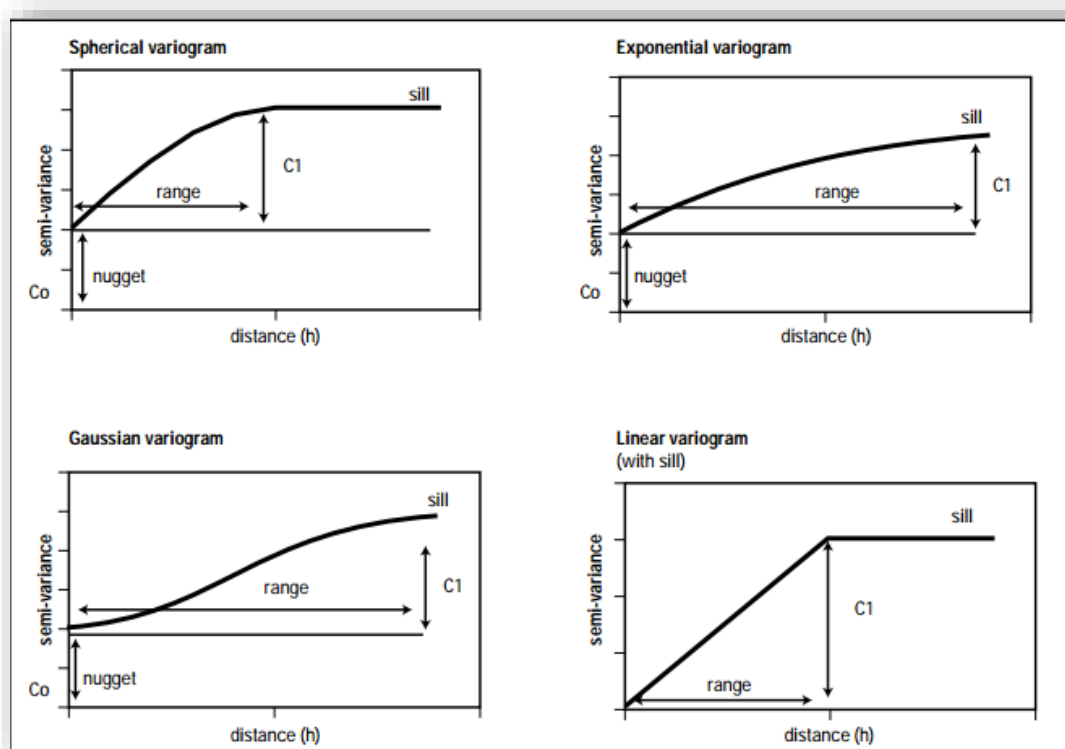 Spherical variogram
sill
C1
range
semi-variance
nugget
Co
distance (h)
Exponential variogram
sill
C1
range
semi-variance
nugget
Co
distance (h)
Gaussian variogram
sill
C1
range
semi-variance
nugget
Co
distance (h)
Linear variogram
(with sill)
sill
C1
semi-variance
range
distance (h)